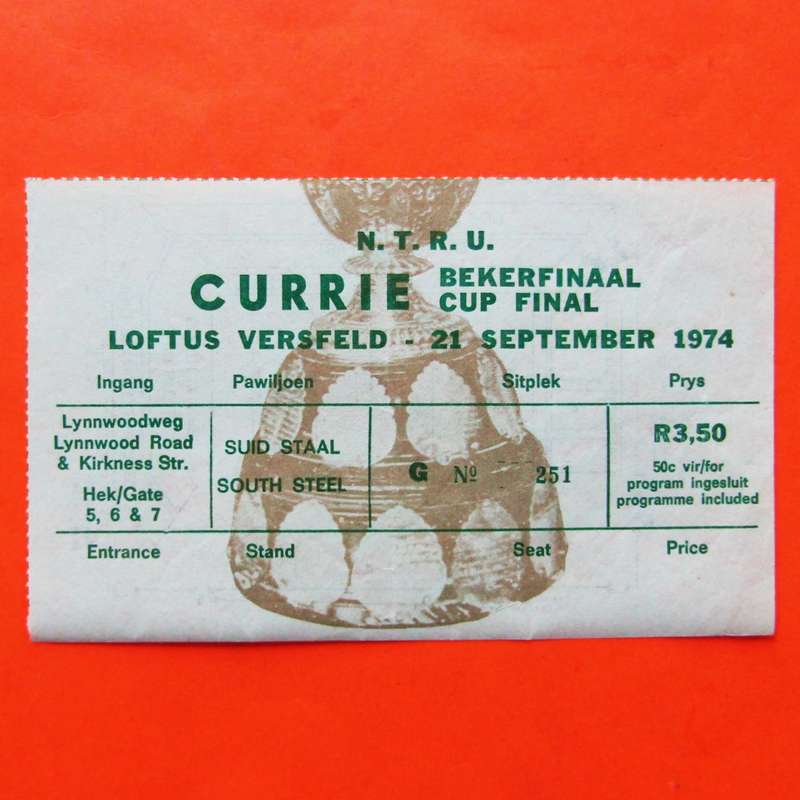 N. T. R. U.
CURRIE BEKERFINAAL
CUP FINAL
LOFTUS VERSFELD - 21 SEPTEMBER 1974
Ingang Pawiljoen Sitplek Prys
Lynnwoodweg
Lynnwood Road
& Kirkness Str.
Hek/Gate
5, 6 & 7
SUID STAAL
SOUTH STEEL
G Nº 251
R3,50
50c vir/for
program ingesluit
programme included
Entrance Stand Seat Price